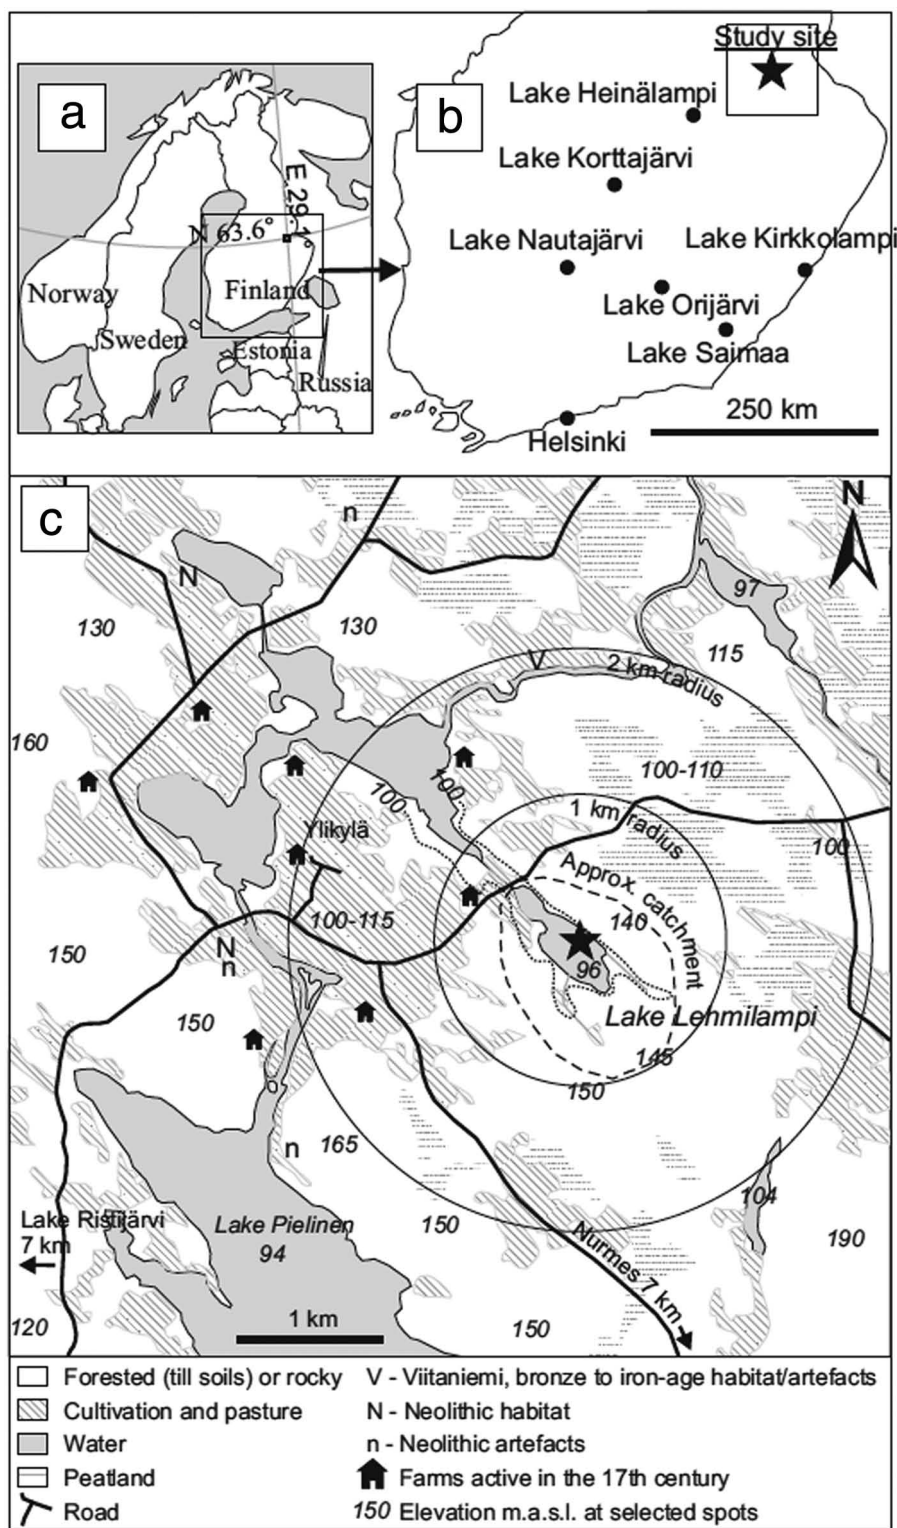 a
E 29.1°
N 63.6°
Norway
Finland
Sweden
Estonia
Russia
b
Study site
Lake Heinälampi
Lake Korttajärvi
Lake Nautajärvi
Lake Kirkkolampi
Lake Orijärvi
Lake Saimaa
250 km
Helsinki
c
n
N
N
97
130
130
115
V
2 km radius
160
100-110
100
100
1 km radius
Ylikylä
100
Approx. catchment
100-115
140
N
n
150
96
150
Lake Lehmilampi
145
150
165
n
104
Lake Ristijärvi
7 km
Lake Pielinen
94
150
190
Nurmes 7 km
120
1 km
150
Forested (till soils) or rocky
Cultivation and pasture
Water
Peatland
Road
V - Viitaniemi, bronze to iron-age habitat/artefacts
N - Neolithic habitat
n - Neolithic artefacts
Farms active in the 17th century
150 Elevation m.a.s.l. at selected spots